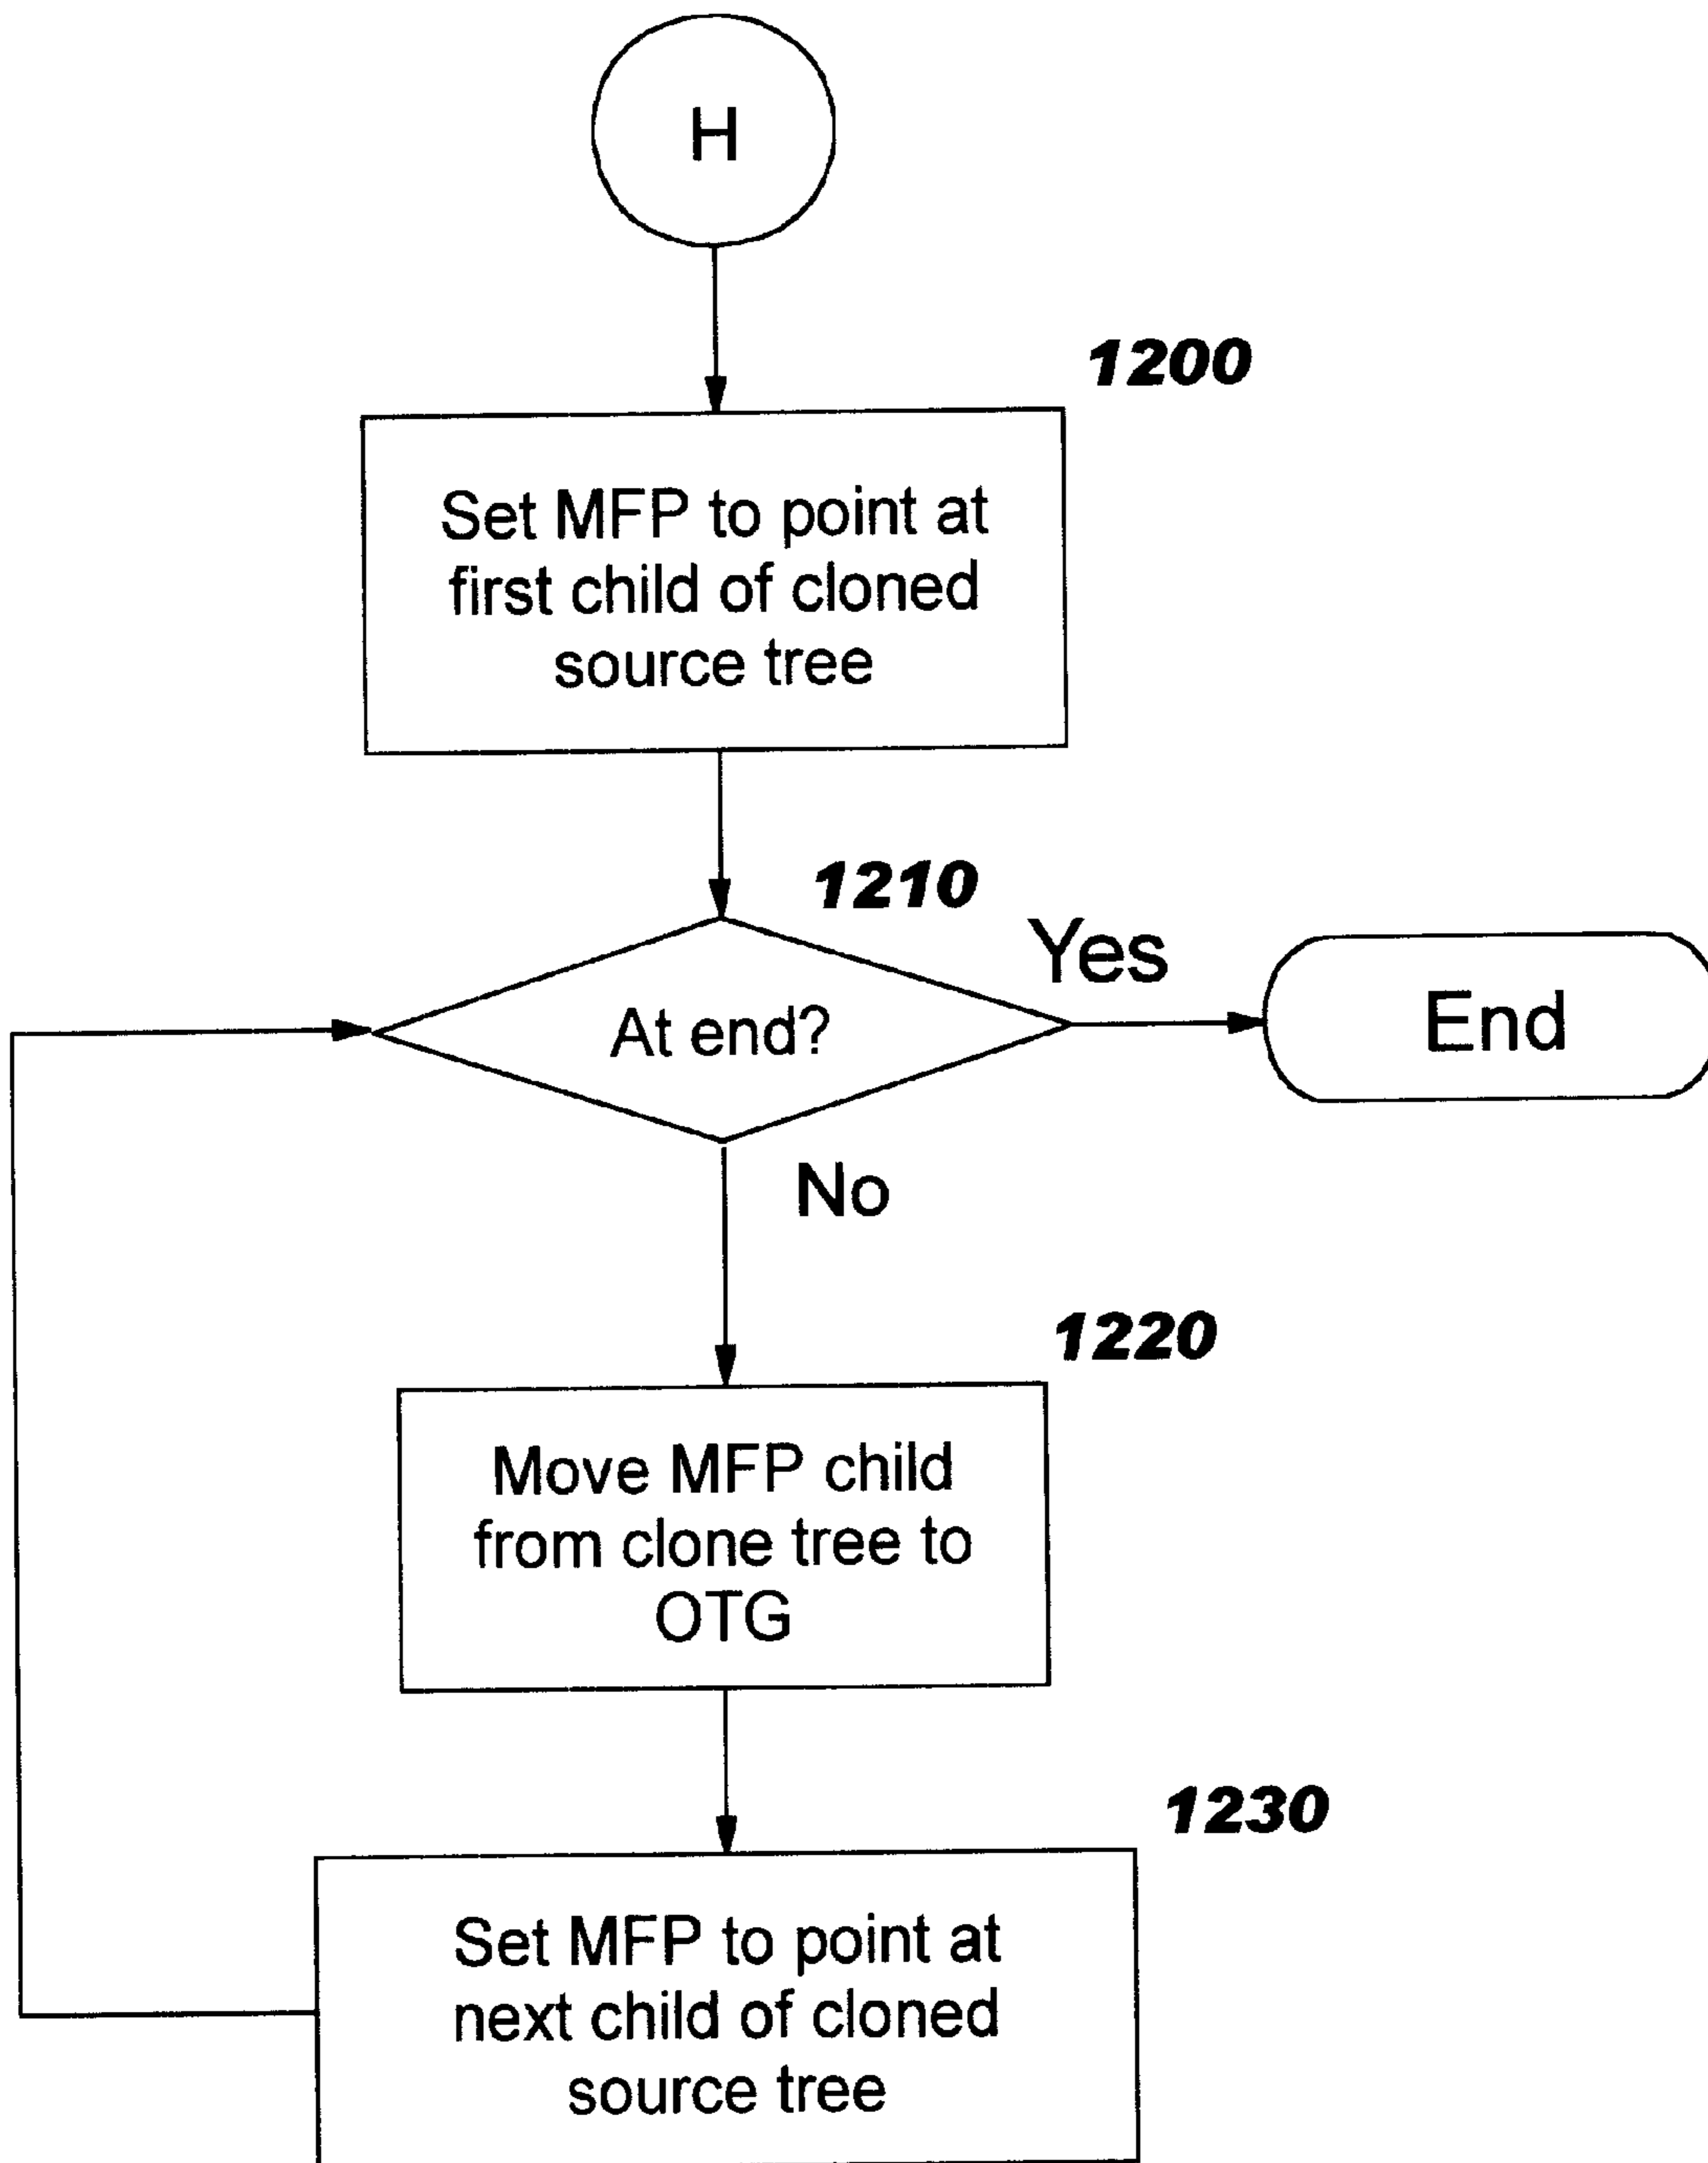 H
1200
Set MFP to point at
first child of cloned
source tree
1210
Yes
At end?
End
No
1220
Move MFP child
from clone tree to
OTG
1230
Set MFP to point at
next child of cloned
source tree